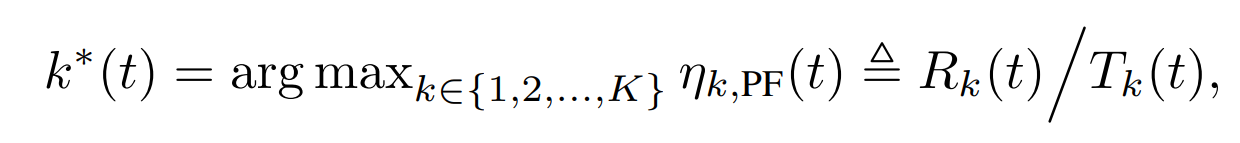 k*(t) = arg max_{k∈{1,2,...,K}} η_{k,PF}(t) ≜ R_k(t)/T_k(t),